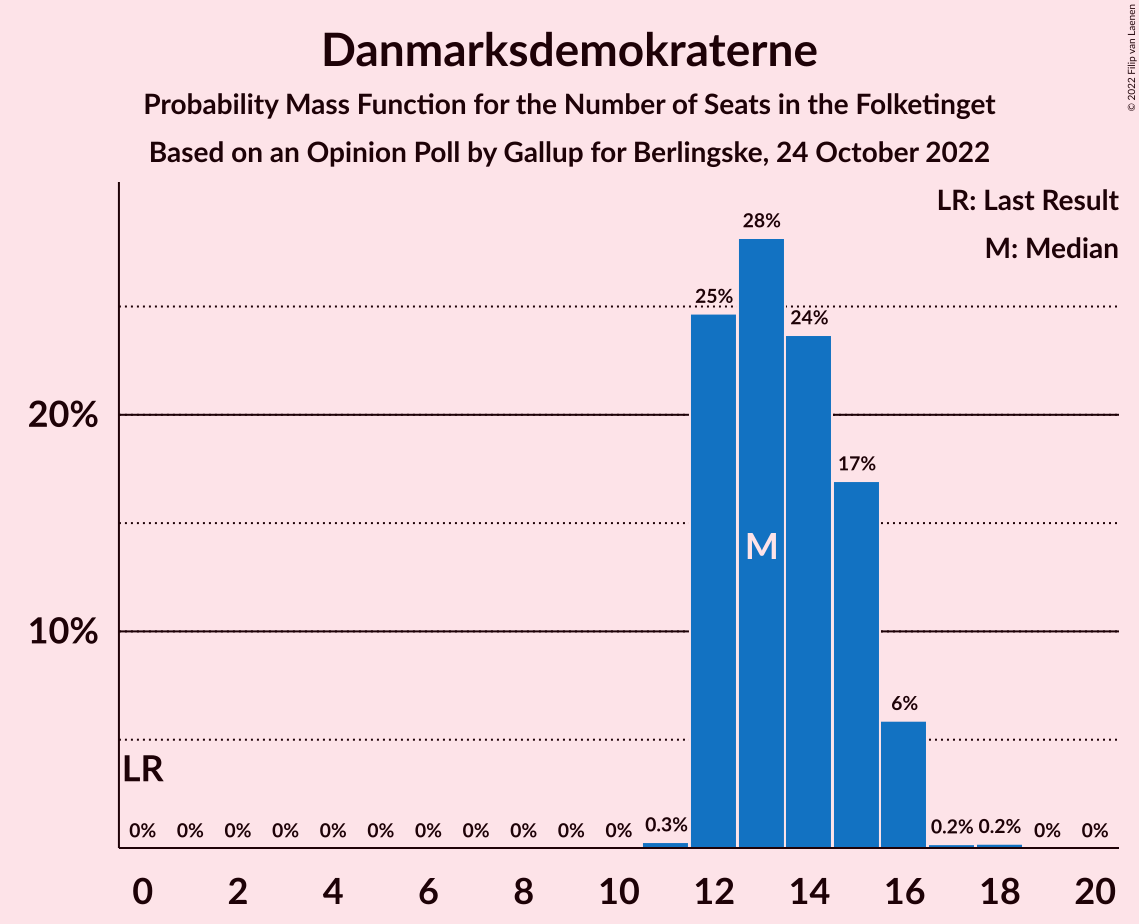 Danmarksdemokraterne
Probability Mass Function for the Number of Seats in the Folketinget
Based on an Opinion Poll by Gallup for Berlingske, 24 October 2022
© 2022 Filip van Laenen
LR: Last Result
M: Median
28%
25%
24%
20%
17%
M
10%
6%
LR
0% 0% 0% 0% 0% 0% 0% 0% 0% 0% 0% 0.3% 0.2% 0.2% 0% 0%
0 2 4 6 8 10 12 14 16 18 20